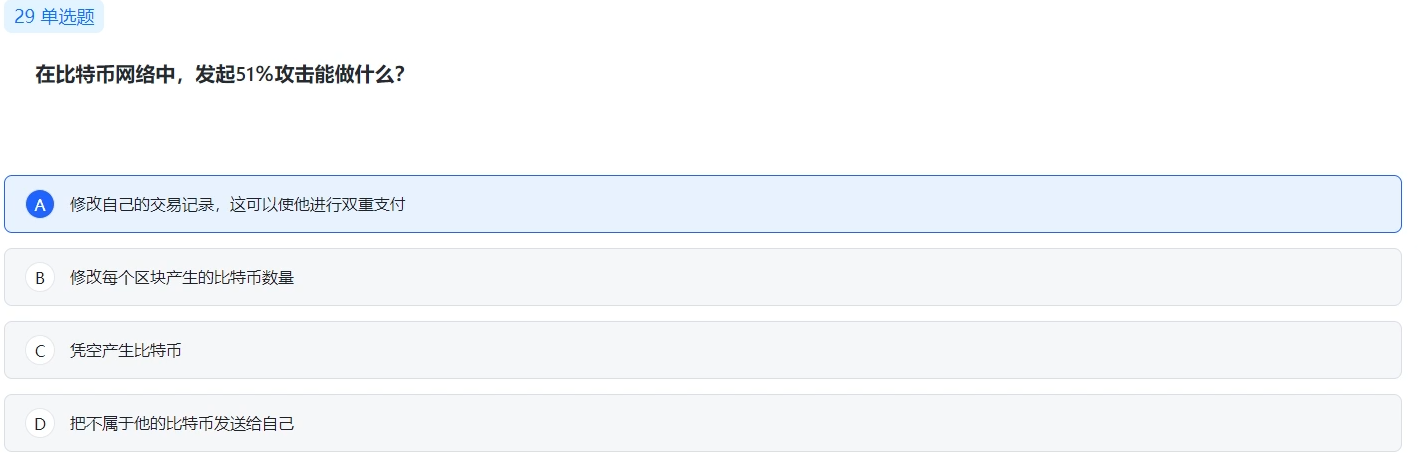 29 单选题
在比特币网络中，发起51%攻击能做什么？
A 修改自己的交易记录，这可以使他进行双重支付
B 修改每个区块产生的比特币数量
C 凭空产生比特币
D 把不属于他的比特币发送给自己